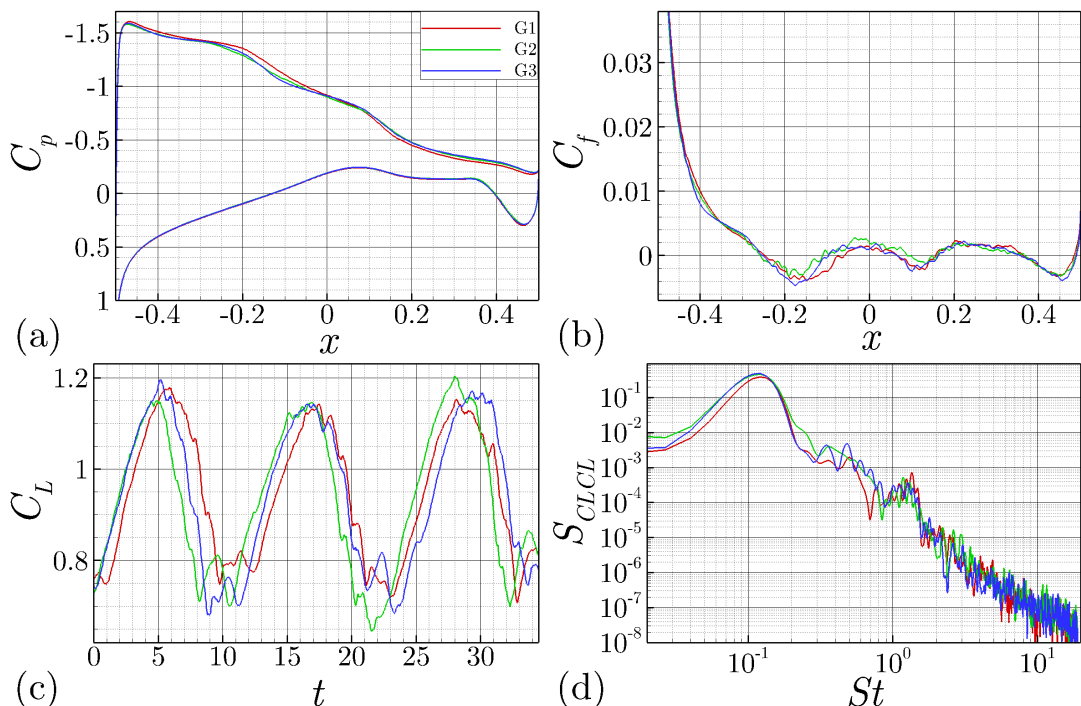 -1.5
-1
-0.5
0
0.5
1
C_p
G1
G2
G3
-0.4 -0.2 0 0.2 0.4
(a) x
0.03
0.02
0.01
0
C_f
-0.4 -0.2 0 0.2 0.4
(b) x
1.2
1
0.8
C_L
0 5 10 15 20 25 30
(c) t
10^-1
10^-2
10^-3
10^-4
10^-5
10^-6
10^-7
10^-8
S_CLCL
10^-1 10^0 10^1
(d) St